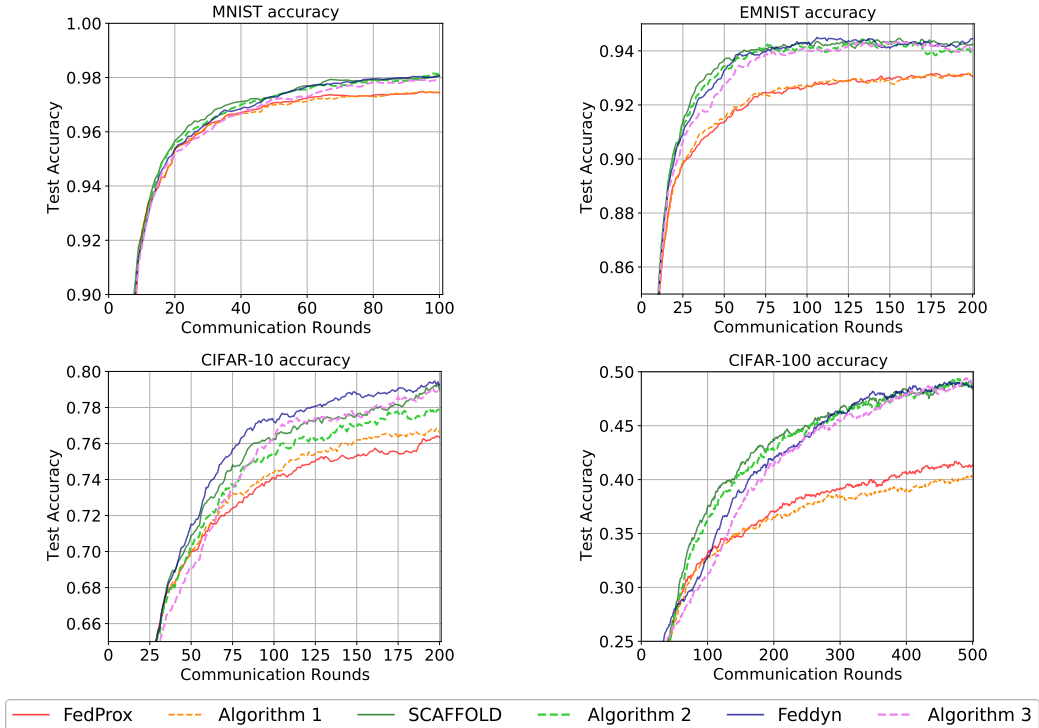 MNIST accuracy
1.00
0.98
0.96
0.94
0.92
0.90
Test Accuracy
0 20 40 60 80 100
Communication Rounds
EMNIST accuracy
0.94
0.92
0.90
0.88
0.86
Test Accuracy
0 25 50 75 100 125 150 175 200
Communication Rounds
CIFAR-10 accuracy
0.80
0.78
0.76
0.74
0.72
0.70
0.68
0.66
Test Accuracy
0 25 50 75 100 125 150 175 200
Communication Rounds
CIFAR-100 accuracy
0.50
0.45
0.40
0.35
0.30
0.25
Test Accuracy
0 100 200 300 400 500
Communication Rounds
FedProx Algorithm 1 SCAFFOLD Algorithm 2 Feddyn Algorithm 3